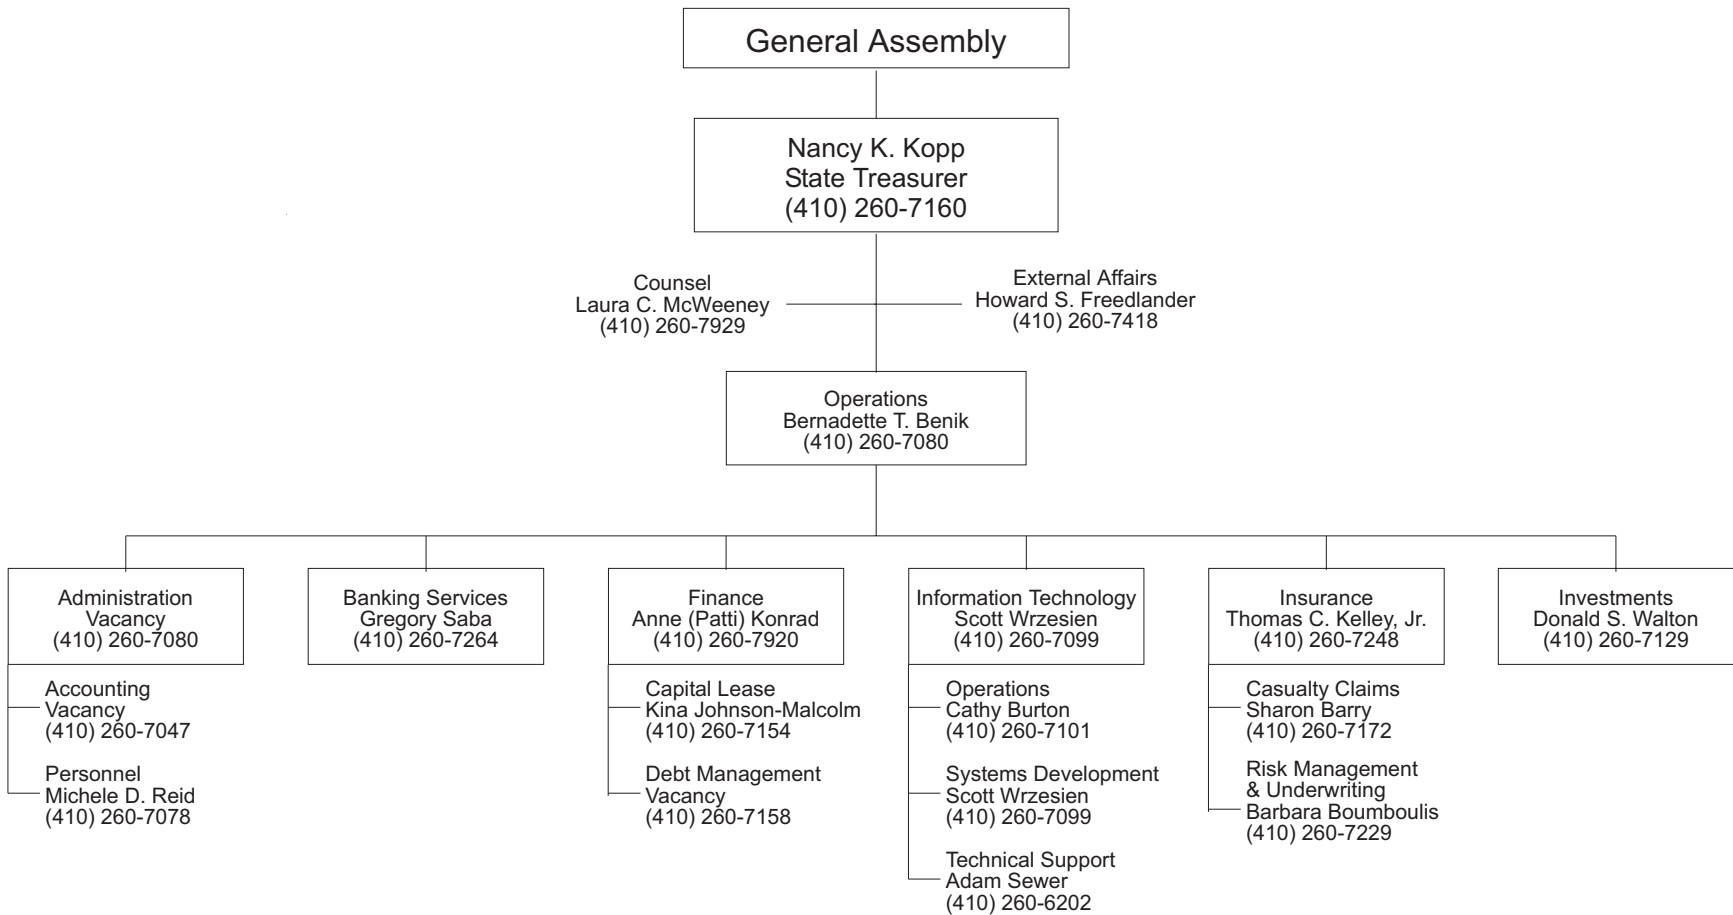 General Assembly
Nancy K. Kopp
State Treasurer
(410) 260-7160
Counsel
Laura C. McWeeney
(410) 260-7929
External Affairs
Howard S. Freedlander
(410) 260-7418
Operations
Bernadette T. Benik
(410) 260-7080
Administration
Vacancy
(410) 260-7080
Accounting
Vacancy
(410) 260-7047
Personnel
Michele D. Reid
(410) 260-7078
Banking Services
Gregory Saba
(410) 260-7264
Finance
Anne (Patti) Konrad
(410) 260-7920
Capital Lease
Kina Johnson-Malcolm
(410) 260-7154
Debt Management
Vacancy
(410) 260-7158
Information Technology
Scott Wrzesien
(410) 260-7099
Operations
Cathy Burton
(410) 260-7101
Systems Development
Scott Wrzesien
(410) 260-7099
Technical Support
Adam Sewer
(410) 260-6202
Insurance
Thomas C. Kelley, Jr.
(410) 260-7248
Casualty Claims
Sharon Barry
(410) 260-7172
Risk Management
& Underwriting
Barbara Boumboulis
(410) 260-7229
Investments
Donald S. Walton
(410) 260-7129